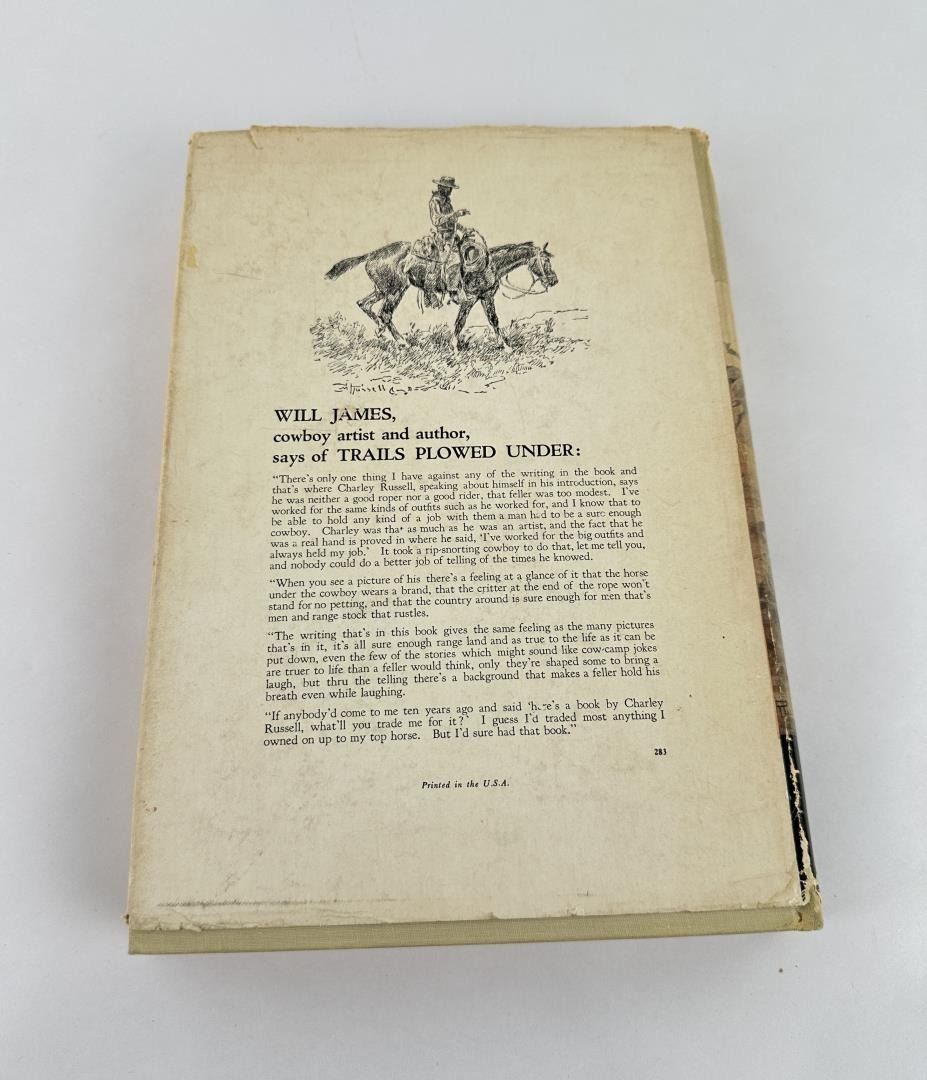 WILL JAMES,
cowboy artist and author,
says of TRAILS PLOWED UNDER:
"There's only one thing I have against any of the writing in the book and
that's where Charley Russell, speaking about himself in his introduction, says
he was neither a good roper nor a good rider, that feller was too modest. I've
worked for the same kinds of outfits such as he worked for, and I know that to
be able to hold any kind of a job with them a man had to be a sure enough
cowboy. Charley was that as much as he was an artist, and the fact that he
was a real hand is proved in where he said, 'I've worked for the big outfits and
always held my job.' It took a rip-snorting cowboy to do that, let me tell you,
and nobody could do a better job of telling of the times he knowed.
"When you see a picture of his there's a feeling at a glance of it that the horse
under the cowboy wears a brand, that the critter at the end of the rope won't
stand for no petting, and that the country around is sure enough for men that's
men and range stock that rustles.
"The writing that's in this book gives the same feeling as the many pictures
that's in it, it's all sure enough range land and as true to the life as it can be
put down, even the few of the stories which might sound like cow-camp jokes
are truer to life than a feller would think, only they're shaped some to bring a
laugh, but thru the telling there's a background that makes a feller hold his
breath even while laughing.
"If anybody'd come to me ten years ago and said 'here's a book by Charley
Russell, what'll you trade me for it?' I guess I'd traded most anything I
owned on up to my top horse. But I'd sure had that book."
283
Printed in the U.S.A.